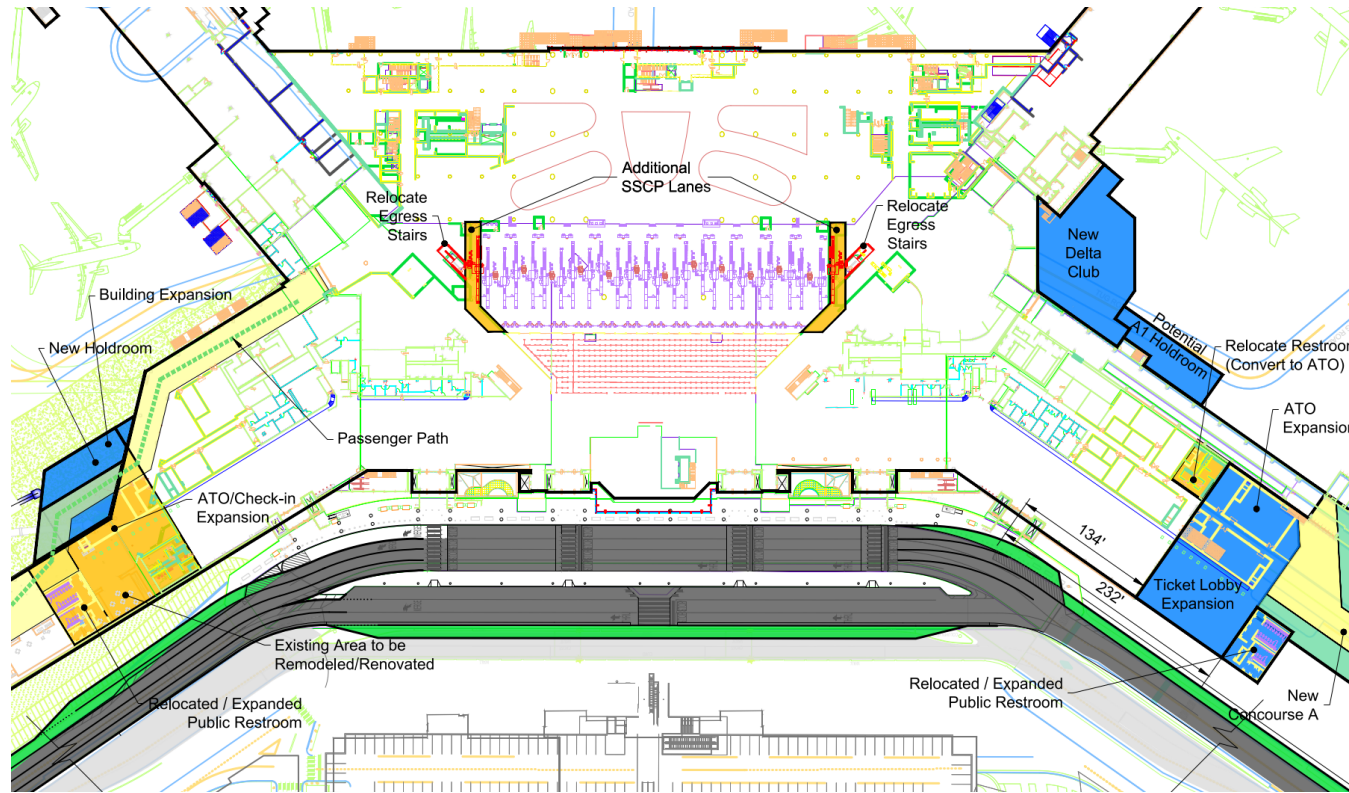 Additional
SSCP Lanes
Relocate
Egress
Stairs
Relocate
Egress
Stairs
New
Delta
Club
Building Expansion
New Holdroom
Potential
A1 Holdroom
Relocate Restroom
(Convert to ATO)
ATO
Expansion
Passenger Path
ATO/Check-in
Expansion
134'
232'
Ticket Lobby
Expansion
Existing Area to be
Remodeled/Renovated
Relocated / Expanded
Public Restroom
Relocated / Expanded
Public Restroom
New
Concourse A